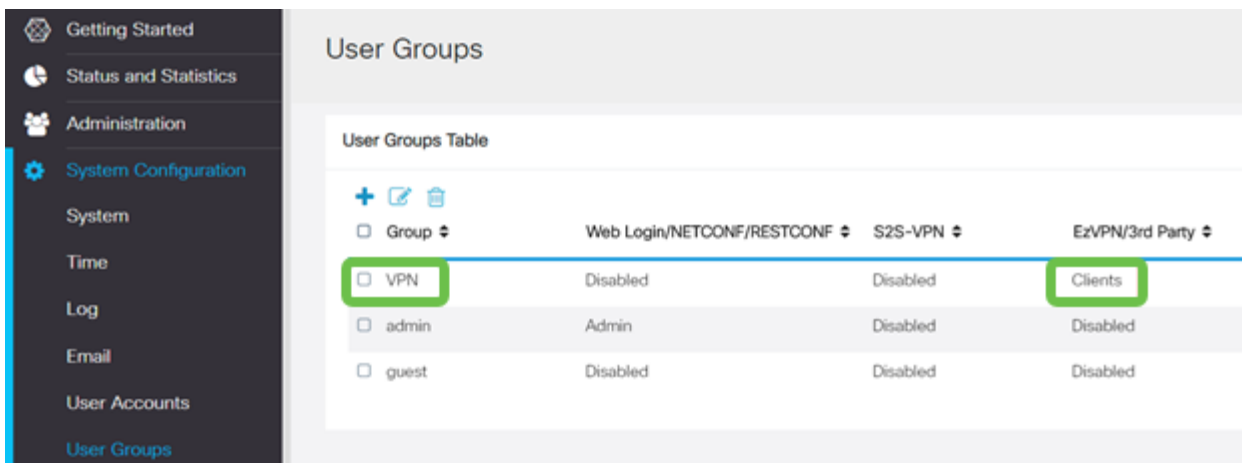 Getting Started
Status and Statistics
Administration
System Configuration
System
Time
Log
Email
User Accounts
User Groups
User Groups
User Groups Table
Group Web Login/NETCONF/RESTCONF S2S-VPN EzVPN/3rd Party
VPN Disabled Disabled Clients
admin Admin Disabled Disabled
guest Disabled Disabled Disabled